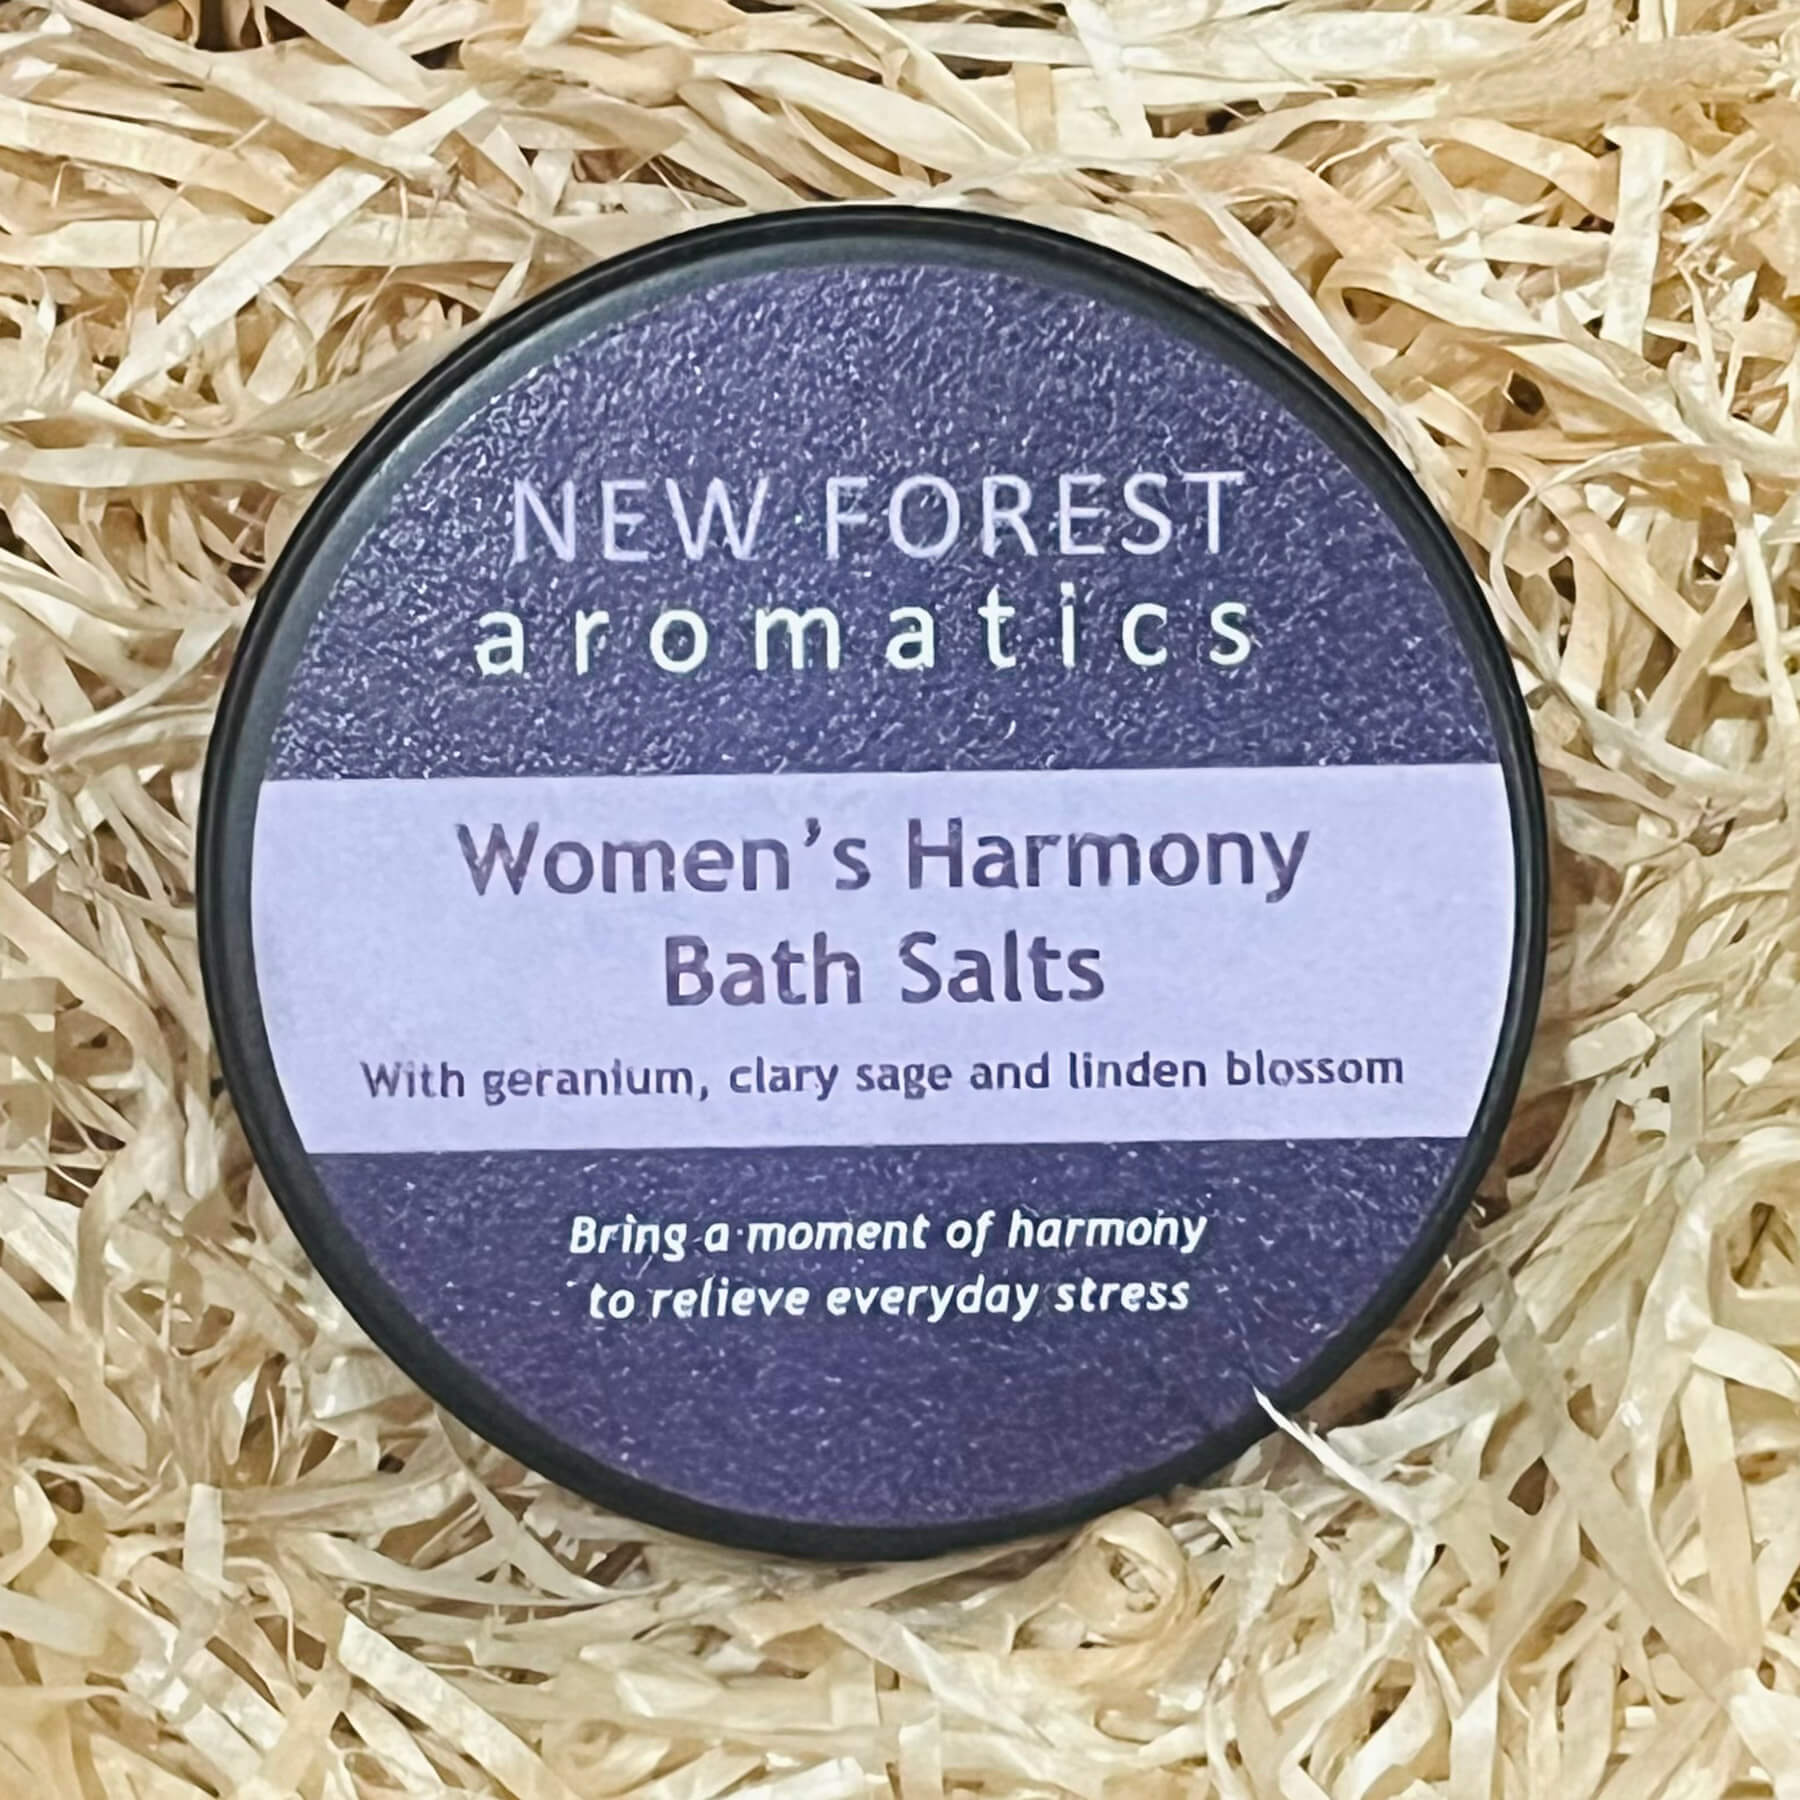 NEW FOREST
aromatics
Women's Harmony
Bath Salts
With geranium, clary sage and linden blossom
Bring a moment of harmony
to relieve everyday stress